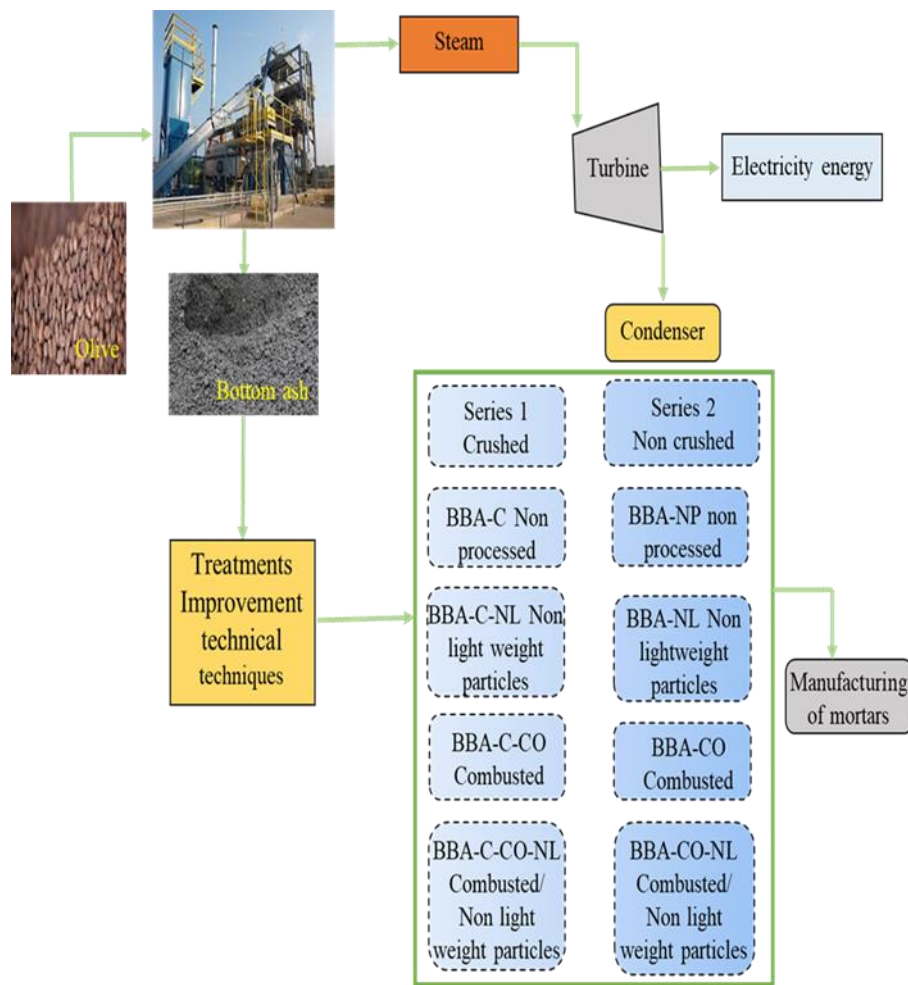 Steam
Turbine
Electricity energy
Olive
Bottom ash
Condenser
Series 1
Crushed
Series 2
Non crushed
BBA-C Non
processed
BBA-NP non
processed
Treatments
Improvement
technical
techniques
BBA-C-NL Non
light weight
particles
BBA-NL Non
lightweight
particles
Manufacturing
of mortars
BBA-C-CO
Combusted
BBA-CO
Combusted
BBA-C-CO-NL
Combusted/
Non light
weight particles
BBA-CO-NL
Combusted/
Non light
weight particles